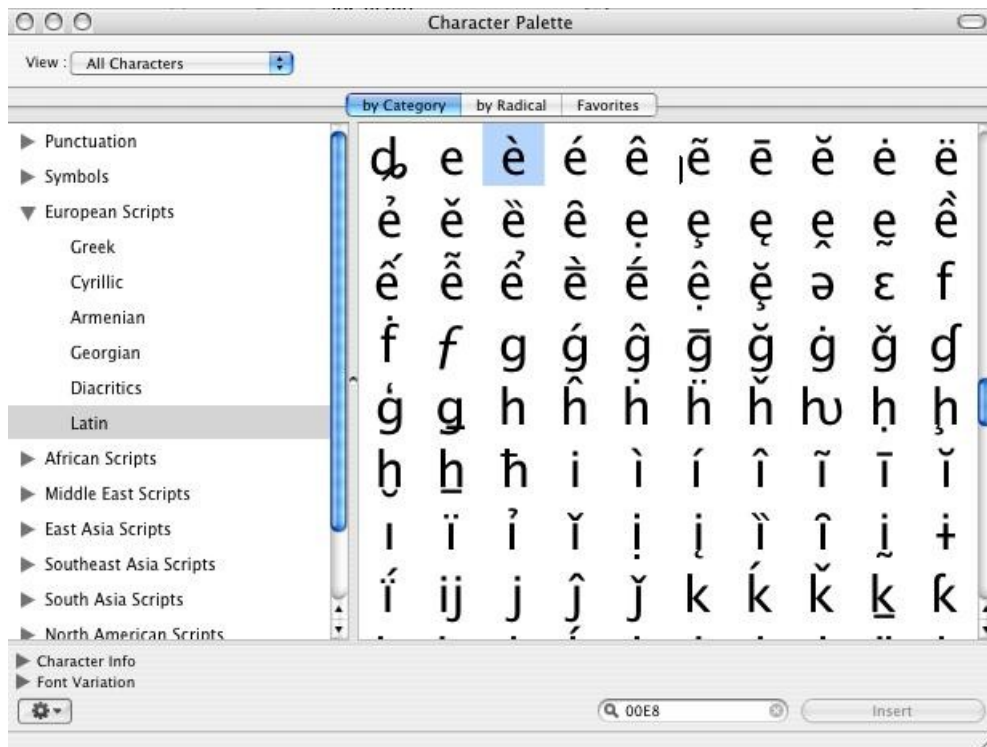 Character Palette
View : All Characters
by Category by Radical Favorites
Punctuation
Symbols
European Scripts
Greek
Cyrillic
Armenian
Georgian
Diacritics
Latin
African Scripts
Middle East Scripts
East Asia Scripts
Southeast Asia Scripts
South Asia Scripts
North American Scripts
ȸ e è é ê ẽ ē ĕ ė ë
ẻ ě ȅ ȇ ẹ ȩ ę ḙ ḛ ề
ế ễ ể ḕ ḗ ệ ḝ ə ɛ f
ḟ ƒ g ǵ ĝ ḡ ğ ġ ǧ ɠ
ģ ǥ h ĥ ḣ ḧ ȟ ƕ ḥ ḩ
ḫ ẖ ħ i ì í î ĩ ī ĭ
ı ï ỉ ǐ ị į ȉ ȋ ḭ ɨ
ḯ ij j ĵ ǰ k ḱ ǩ ḵ ƙ
Character Info
Font Variation
00E8 Insert